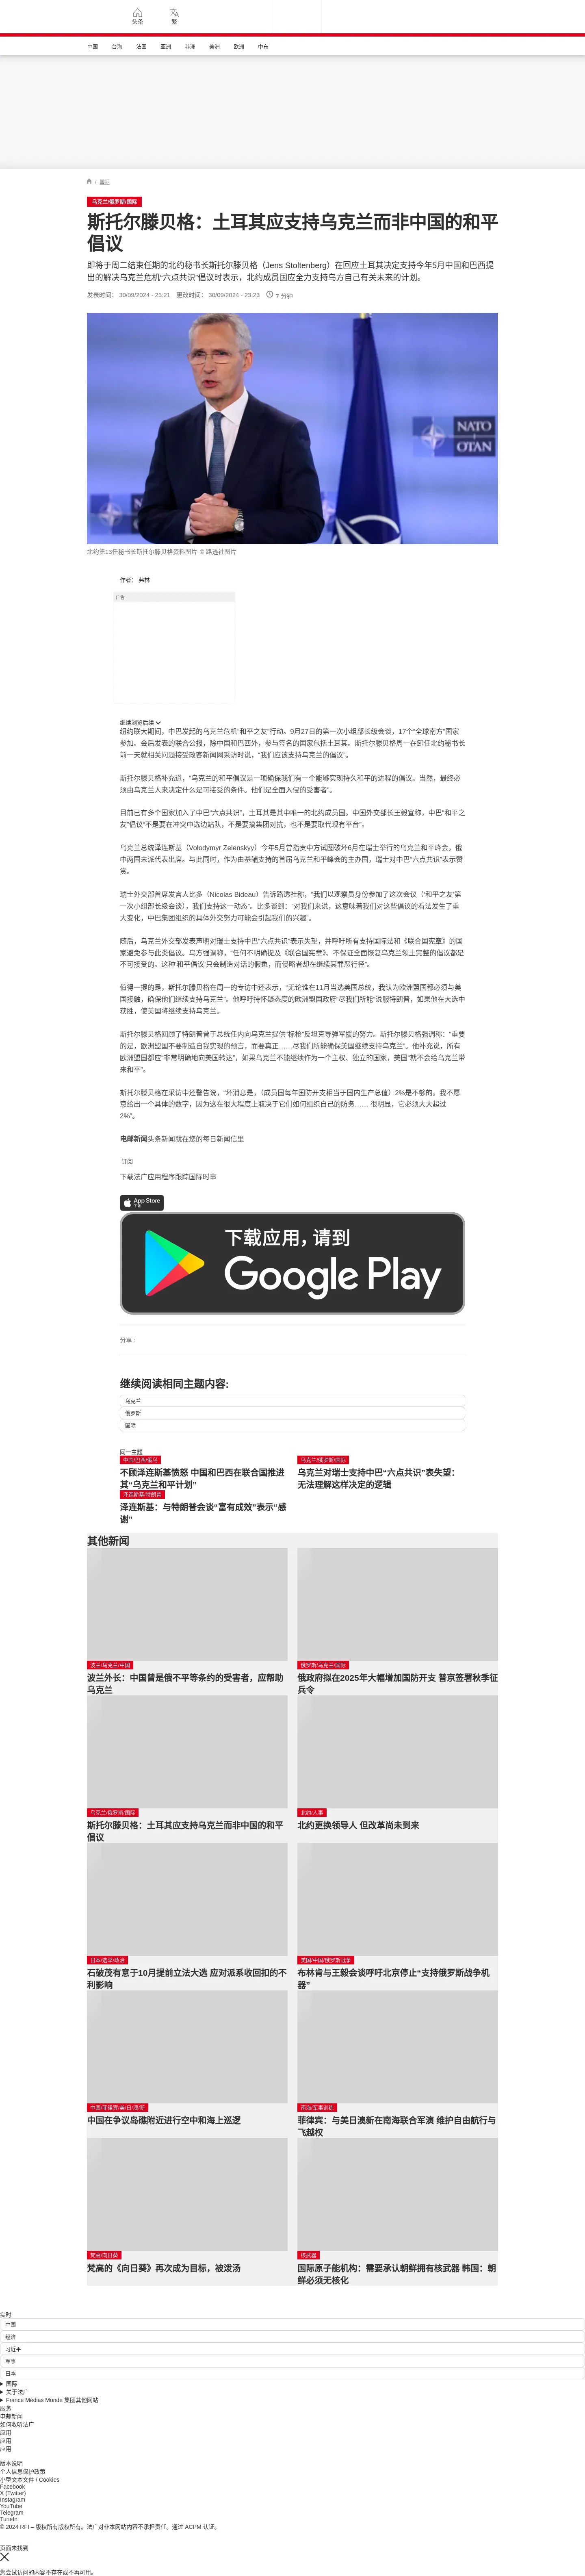 头条
繁
中国
台海
法国
亚洲
非洲
美洲
欧洲
中东
/ 国际
乌克兰/俄罗斯/国际
斯托尔滕贝格：土耳其应支持乌克兰而非中国的和平
倡议
即将于周二结束任期的北约秘书长斯托尔滕贝格（Jens Stoltenberg）在回应土耳其决定支持今年5月中国和巴西提
出的解决乌克兰危机“六点共识”倡议时表示，北约成员国应全力支持乌方自己有关未来的计划。
发表时间： 30/09/2024 - 23:21 更改时间： 30/09/2024 - 23:23 7 分钟
NATO
OTAN
北约第13任秘书长斯托尔滕贝格资料图片 © 路透社图片
作者： 弗林
广告
继续浏览后续
纽约联大期间，中巴发起的乌克兰危机“和平之友”行动。9月27日的第一次小组部长级会谈，17个“全球南方”国家
参加。会后发表的联合公报，除中国和巴西外，参与签名的国家包括土耳其。斯托尔滕贝格周一在卸任北约秘书长
前一天就相关问题接受政客新闻网采访时说，“我们应该支持乌克兰的倡议”。
斯托尔滕贝格补充道，“乌克兰的和平倡议是一项确保我们有一个能够实现持久和平的进程的倡议。当然，最终必
须由乌克兰人来决定什么是可接受的条件。他们是全面入侵的受害者”。
目前已有多个国家加入了中巴“六点共识”，土耳其是其中唯一的北约成员国。中国外交部长王毅宣称，中巴“和平之
友”倡议“不是要在冲突中选边站队，不是要搞集团对抗，也不是要取代现有平台”。
乌克兰总统泽连斯基（Volodymyr Zelenskyy）今年5月曾指责中方试图破坏6月在瑞士举行的乌克兰和平峰会，俄
中两国未派代表出席。与此同时，作为由基辅支持的首届乌克兰和平峰会的主办国，瑞士对中巴“六点共识”表示赞
赏。
瑞士外交部首席发言人比多（Nicolas Bideau）告诉路透社称，“我们以观察员身份参加了这次会议（‘和平之友’第
一次小组部长级会谈），我们支持这一动态”。比多谈到：“对我们来说，这意味着我们对这些倡议的看法发生了重
大变化，中巴集团组织的具体外交努力可能会引起我们的兴趣”。
随后，乌克兰外交部发表声明对瑞士支持中巴“六点共识”表示失望，并呼吁所有支持国际法和《联合国宪章》的国
家避免参与此类倡议。乌方强调称，“任何不明确提及《联合国宪章》、不保证全面恢复乌克兰领土完整的倡议都是
不可接受的。这种‘和平倡议’只会制造对话的假象，而侵略者却在继续其罪恶行径”。
值得一提的是，斯托尔滕贝格在周一的专访中还表示，“无论谁在11月当选美国总统，我认为欧洲盟国都必须与美
国接触，确保他们继续支持乌克兰”。他呼吁持怀疑态度的欧洲盟国政府“尽我们所能”说服特朗普，如果他在大选中
获胜，使美国将继续支持乌克兰。
斯托尔滕贝格回顾了特朗普曾于总统任内向乌克兰提供“标枪”反坦克导弹军援的努力。斯托尔滕贝格强调称：“重要
的是，欧洲盟国不要制造自我实现的预言，而要真正……尽我们所能确保美国继续支持乌克兰”。他补充说，所有
欧洲盟国都应“非常明确地向美国转达”，如果乌克兰不能继续作为一个主权、独立的国家，美国“就不会给乌克兰带
来和平”。
斯托尔滕贝格在采访中还警告说，“坏消息是，（成员国每年国防开支相当于国内生产总值）2%是不够的。我不愿
意给出一个具体的数字，因为这在很大程度上取决于它们如何组织自己的防务…… 很明显，它必须大大超过
2%”。
电邮新闻头条新闻就在您的每日新闻信里
订阅
下载法广应用程序跟踪国际时事
App Store
下载
下载应用，请到
Google Play
分享 :
继续阅读相同主题内容:
乌克兰
俄罗斯
国际
同一主题
中国/巴西/俄乌
不顾泽连斯基愤怒 中国和巴西在联合国推进
其“乌克兰和平计划”
乌克兰/俄罗斯/国际
乌克兰对瑞士支持中巴“六点共识”表失望：
无法理解这样决定的逻辑
泽连斯基/特朗普
泽连斯基：与特朗普会谈“富有成效”表示“感
谢”
其他新闻
波兰/乌克兰/中国
波兰外长：中国曾是俄不平等条约的受害者，应帮助
乌克兰
俄罗斯/乌克兰/国际
俄政府拟在2025年大幅增加国防开支 普京签署秋季征
兵令
乌克兰/俄罗斯/国际
斯托尔滕贝格：土耳其应支持乌克兰而非中国的和平
倡议
北约/人事
北约更换领导人 但改革尚未到来
日本/选举/政治
石破茂有意于10月提前立法大选 应对派系收回扣的不
利影响
美国/中国/俄罗斯战争
布林肯与王毅会谈呼吁北京停止“支持俄罗斯战争机
器”
中国/菲律宾/美/日/澳/新
中国在争议岛礁附近进行空中和海上巡逻
南海/军事训练
菲律宾：与美日澳新在南海联合军演 维护自由航行与
飞越权
梵高/向日葵
梵高的《向日葵》再次成为目标，被泼汤
核武器
国际原子能机构：需要承认朝鲜拥有核武器 韩国：朝
鲜必须无核化
实时
中国
经济
习近平
军事
日本
国际
关于法广
France Médias Monde 集团其他网站
服务
电邮新闻
如何收听法广
应用
应用
应用
版本说明
个人信息保护政策
小型文本文件 / Cookies
Facebook
X (Twitter)
Instagram
YouTube
Telegram
TuneIn
© 2024 RFI – 版权所有版权所有。法广对非本网站内容不承担责任。通过 ACPM 认证。
页面未找到
您尝试访问的内容不存在或不再可用。